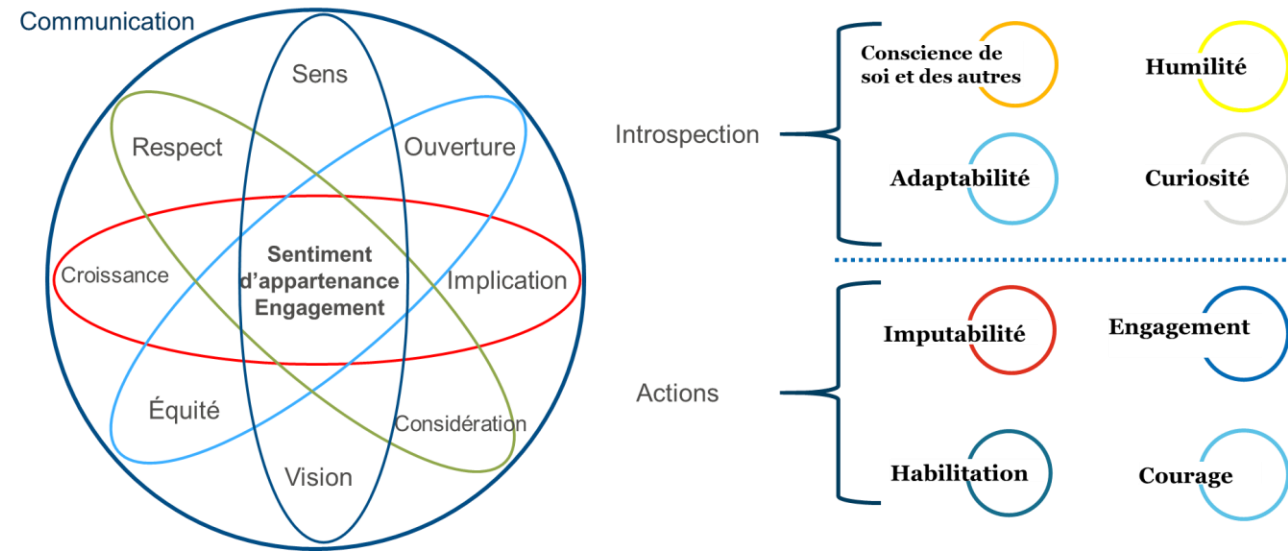 Communication
Sens
Respect
Ouverture
Croissance
Sentiment
d'appartenance
Engagement
Implication
Équité
Considération
Vision
Introspection
Conscience de
soi et des autres
Humilité
Adaptabilité
Curiosité
Actions
Imputabilité
Engagement
Habilitation
Courage